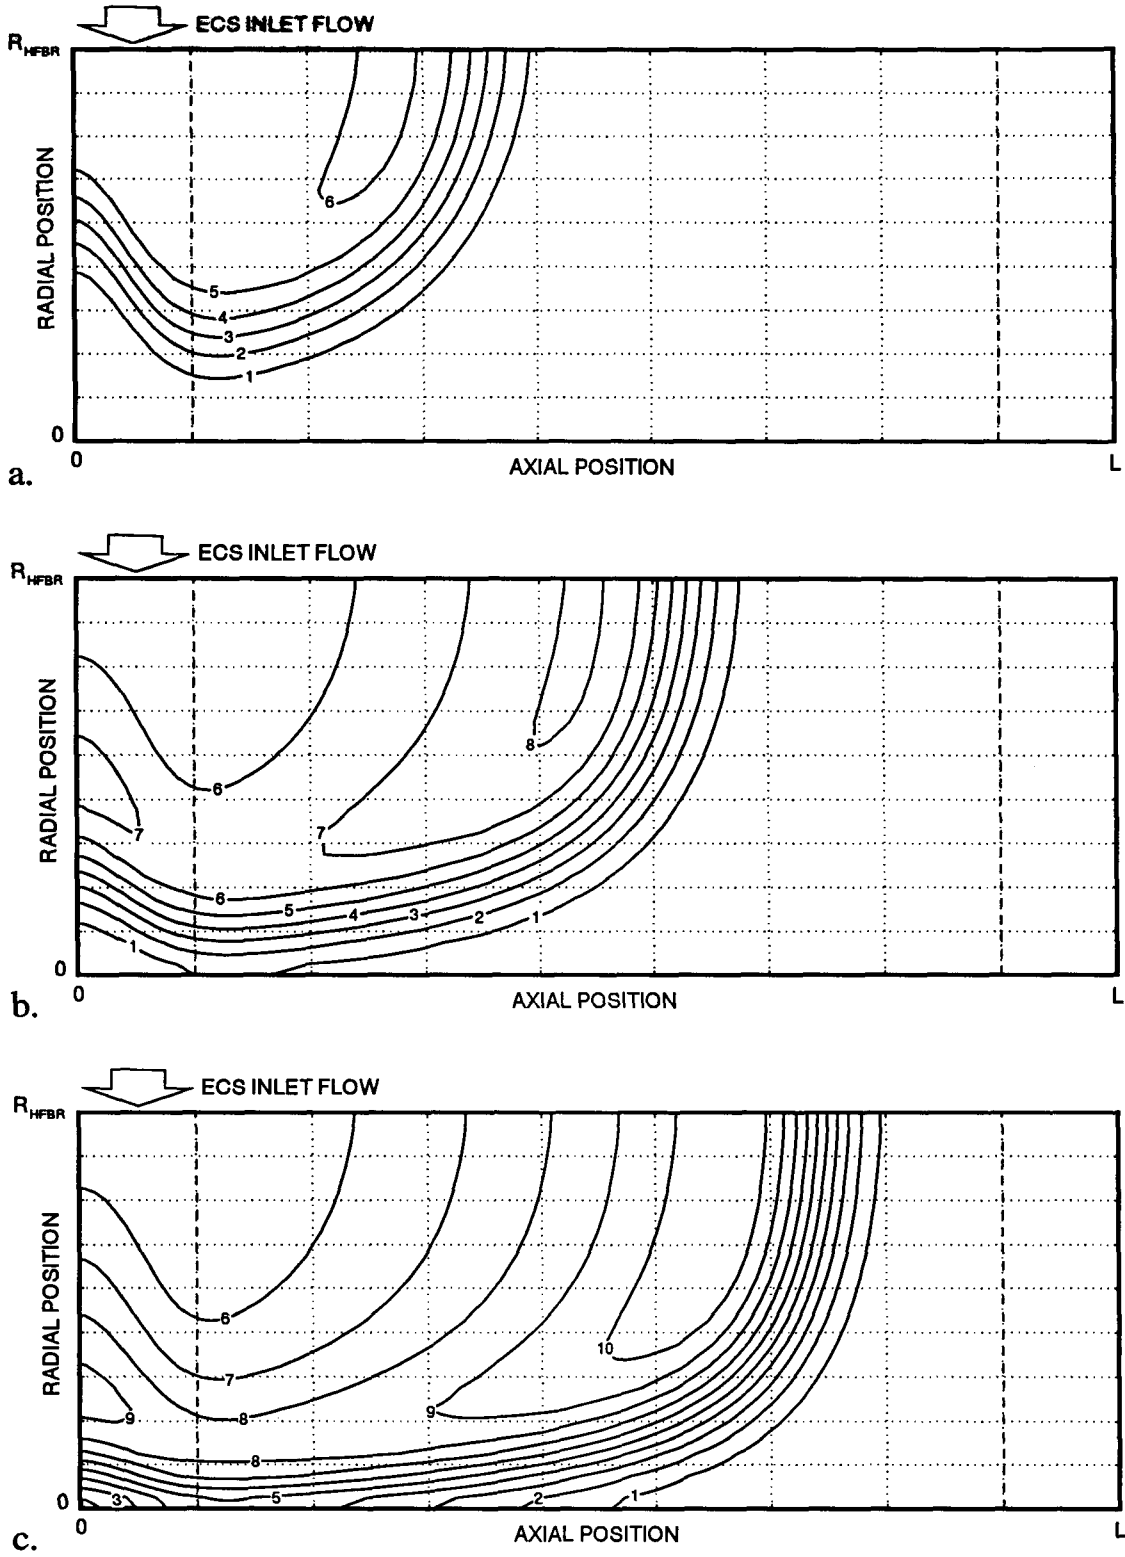 ECS INLET FLOW
R_HFBR
RADIAL POSITION
6
5
4
3
2
1
0
0
AXIAL POSITION
L
a.
ECS INLET FLOW
R_HFBR
RADIAL POSITION
8
6
7
7
6
5
4
3
2
1
1
0
0
AXIAL POSITION
L
b.
ECS INLET FLOW
R_HFBR
RADIAL POSITION
6
10
7
9
9
8
8
3
5
2
1
0
0
AXIAL POSITION
L
c.